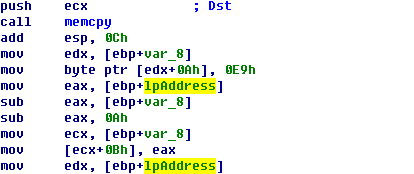 push ecx ; Dst
call memcpy
add esp, 0Ch
mov edx, [ebp+var_8]
mov byte ptr [edx+0Ah], 0E9h
mov eax, [ebp+lpAddress]
sub eax, [ebp+var_8]
sub eax, 0Ah
mov ecx, [ebp+var_8]
mov [ecx+0Bh], eax
mov edx, [ebp+lpAddress]